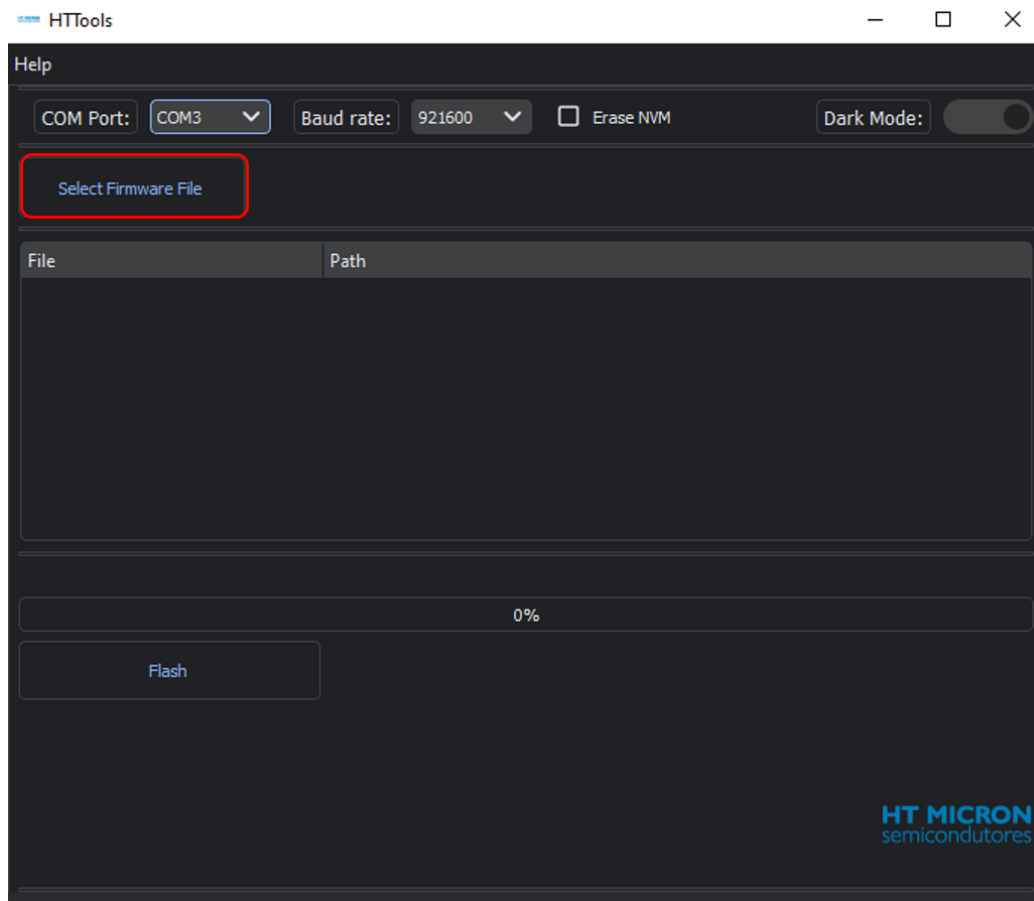 HTTools
Help
COM Port: COM3 Baud rate: 921600 Erase NVM Dark Mode:
Select Firmware File
File Path
0%
Flash
HT MICRON
semicondutores